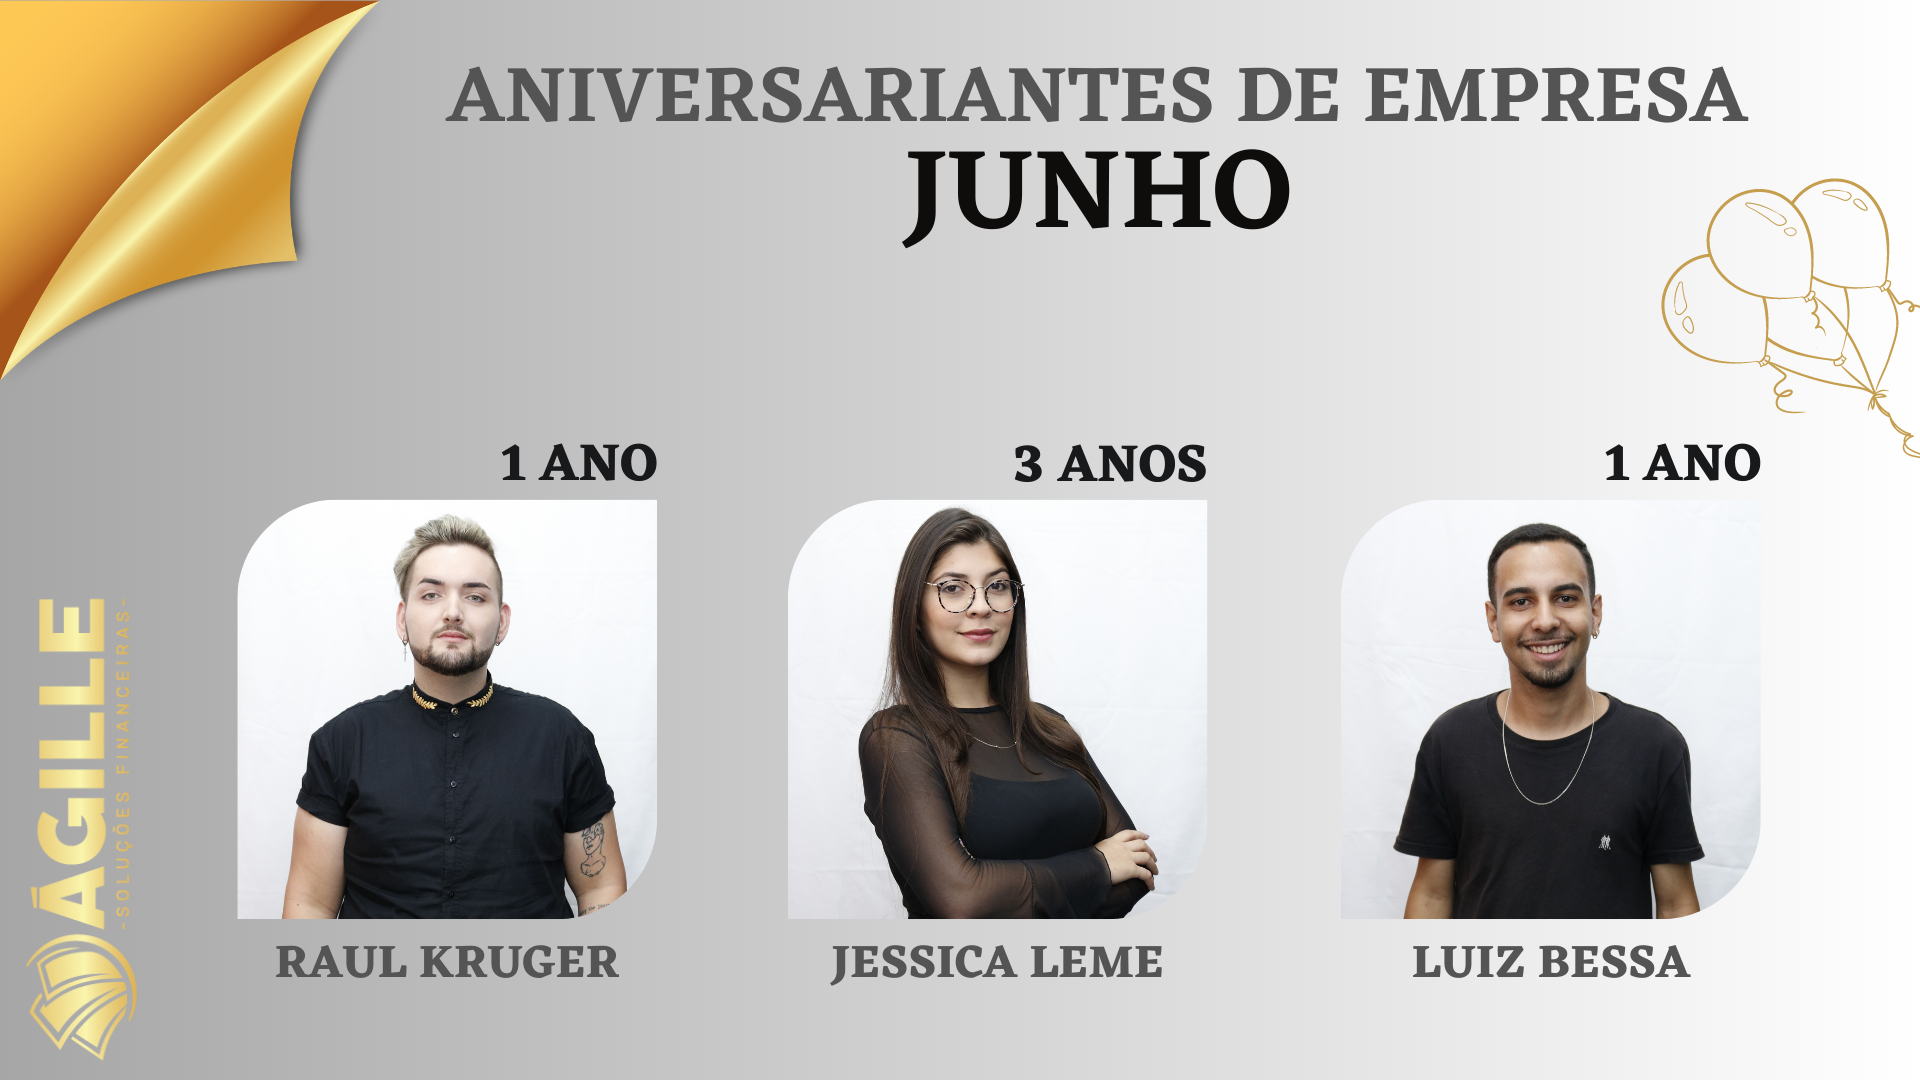 ANIVERSARIANTES DE EMPRESA
JUNHO
1 ANO
3 ANOS
1 ANO
RAUL KRUGER
JESSICA LEME
LUIZ BESSA
ÁGILLE
-SOLUÇÕES FINANCEIRAS-